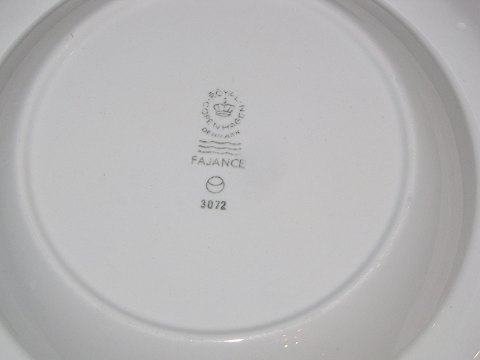 ROYAL
COPENHAGEN
DENMARK
FAJANCE
3072